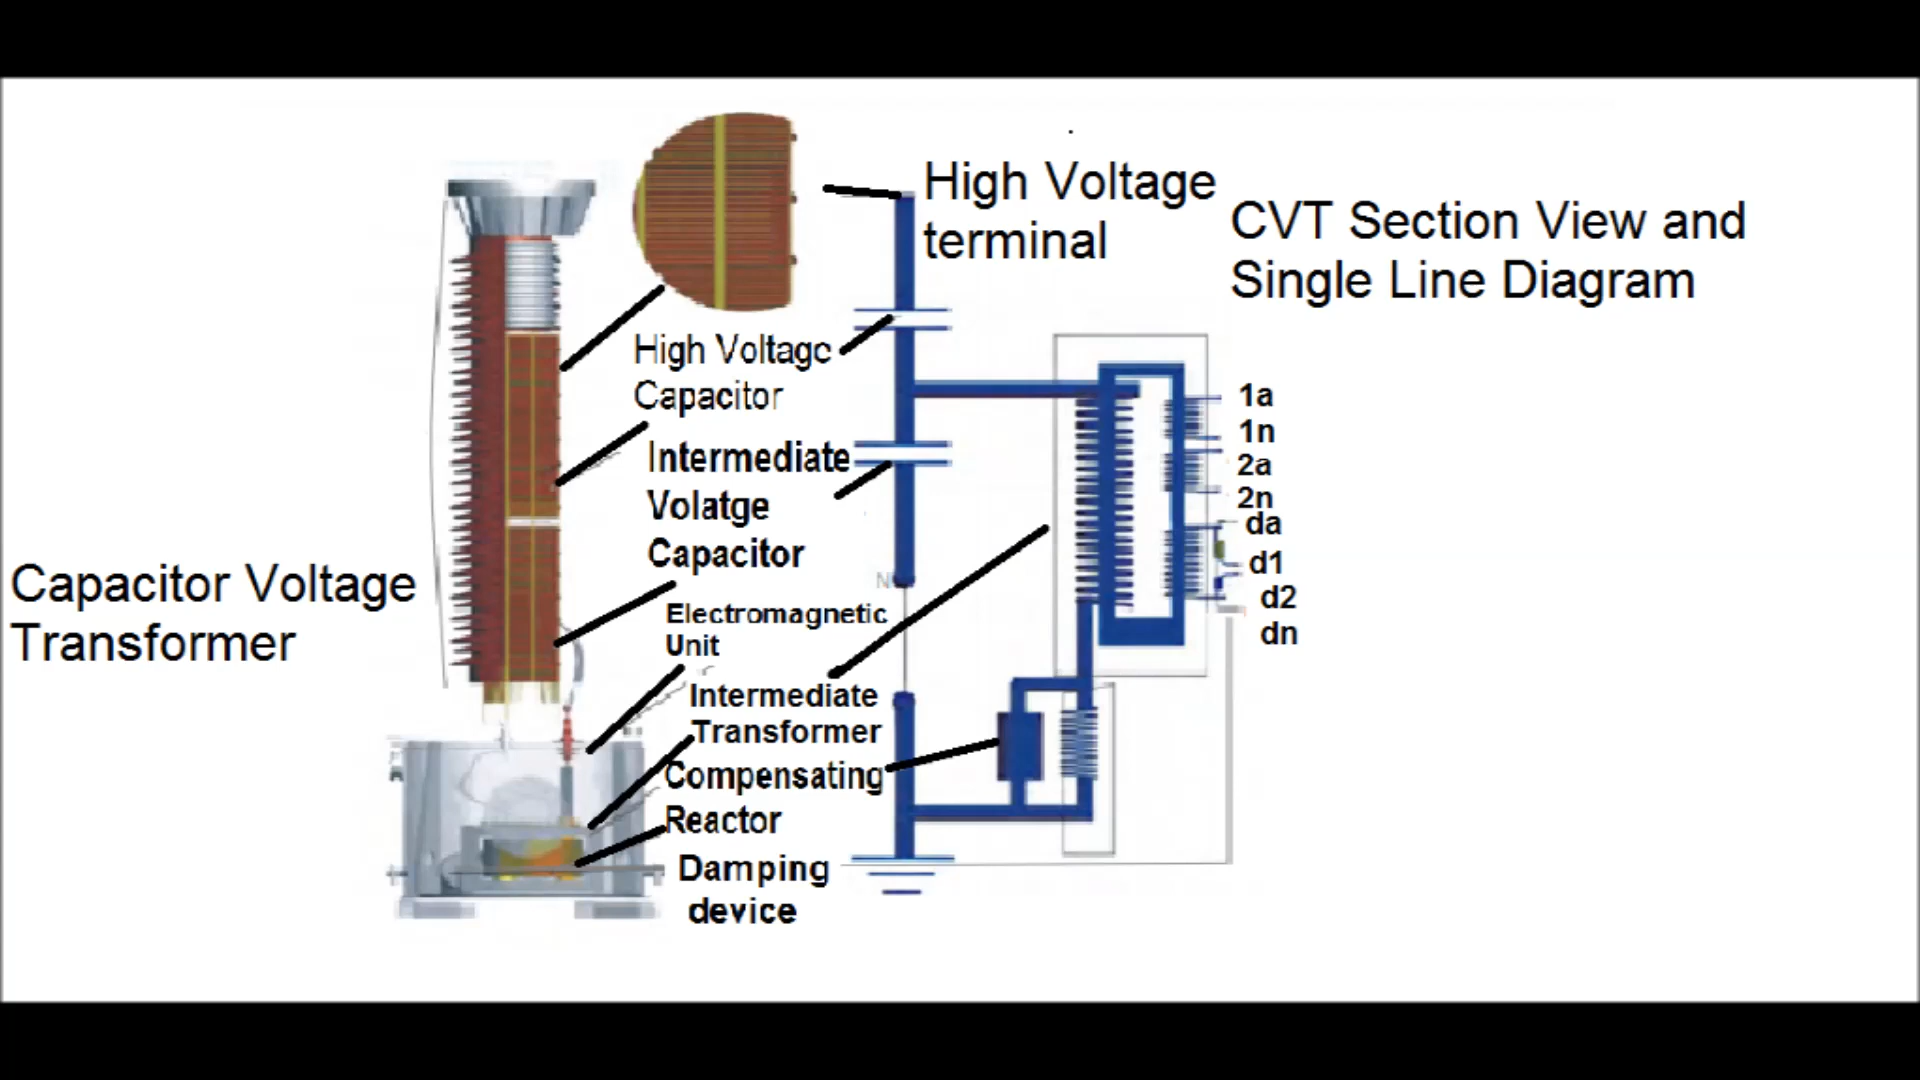 High Voltage
terminal
CVT Section View and
Single Line Diagram
High Voltage
Capacitor
Intermediate
Volatge
Capacitor
1a
1n
2a
2n
da
d1
d2
dn
Capacitor Voltage
Transformer
N
Electromagnetic
Unit
Intermediate
Transformer
Compensating
Reactor
Damping
device